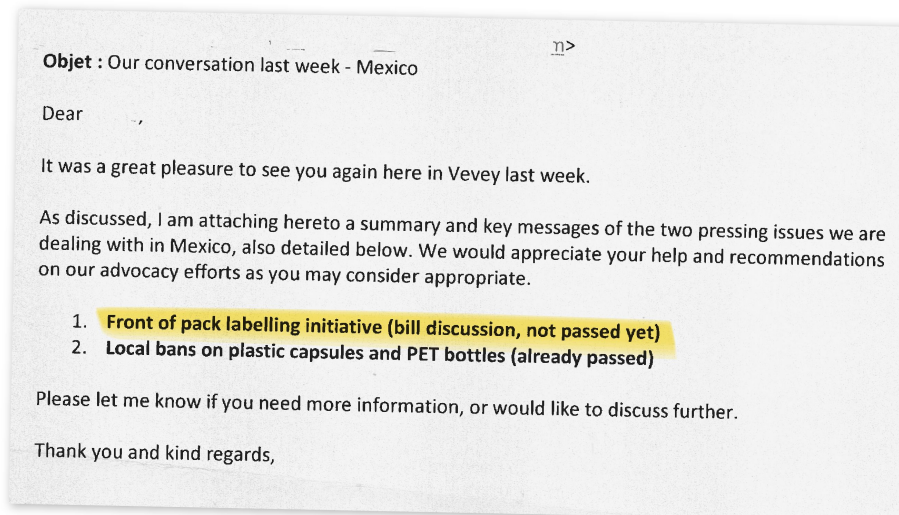 n>
Objet : Our conversation last week - Mexico
Dear ,
It was a great pleasure to see you again here in Vevey last week.
As discussed, I am attaching hereto a summary and key messages of the two pressing issues we are
dealing with in Mexico, also detailed below. We would appreciate your help and recommendations
on our advocacy efforts as you may consider appropriate.
1. Front of pack labelling initiative (bill discussion, not passed yet)
2. Local bans on plastic capsules and PET bottles (already passed)
Please let me know if you need more information, or would like to discuss further.
Thank you and kind regards,